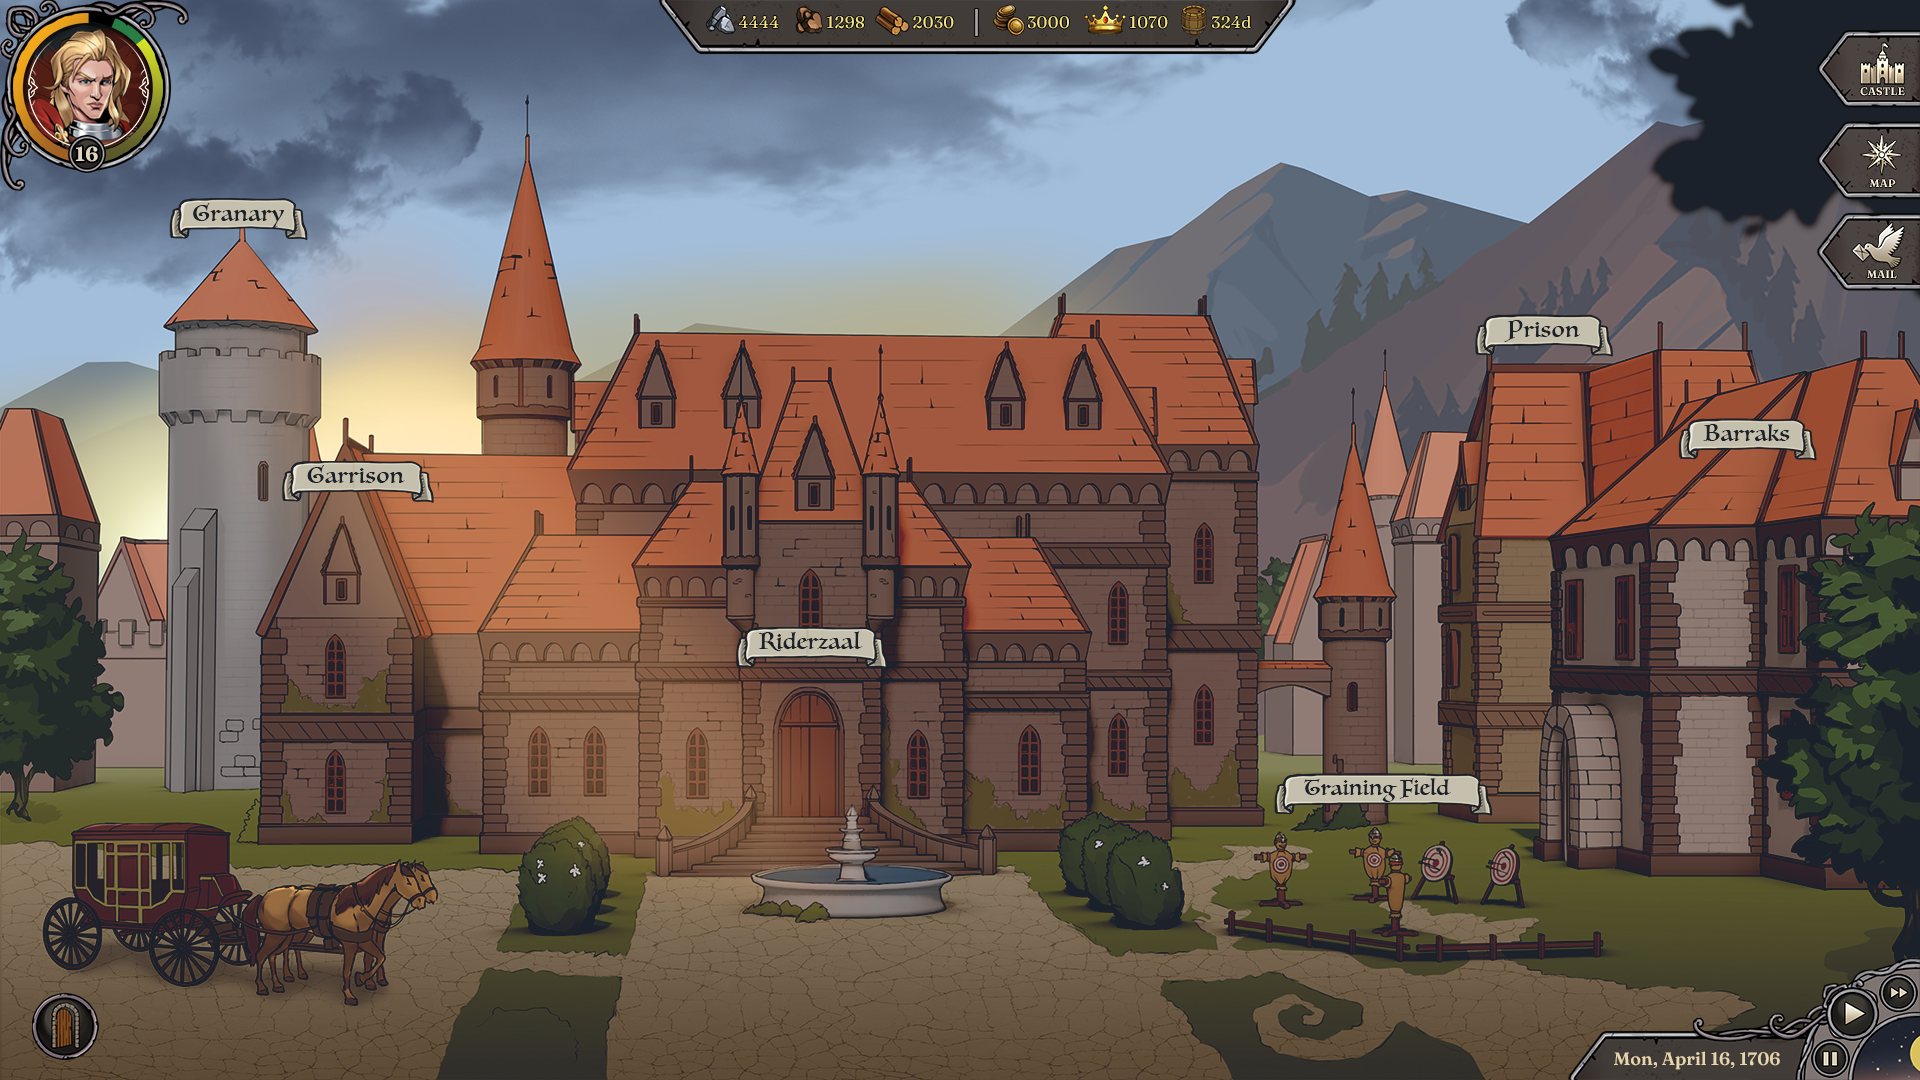 4444 1298 2030 3000 1070 324d
16
CASTLE
MAP
MAIL
Granary
Prison
Barraks
Garrison
Riderzaal
Training Field
Mon, April 16, 1706